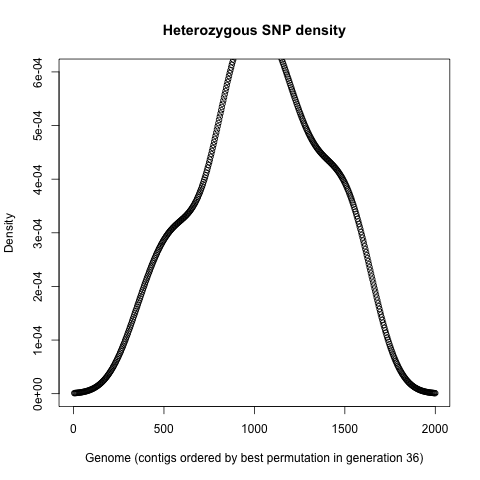 Heterozygous SNP density
Density
6e-04
5e-04
4e-04
3e-04
2e-04
1e-04
0e+00
0 500 1000 1500 2000
Genome (contigs ordered by best permutation in generation 36)